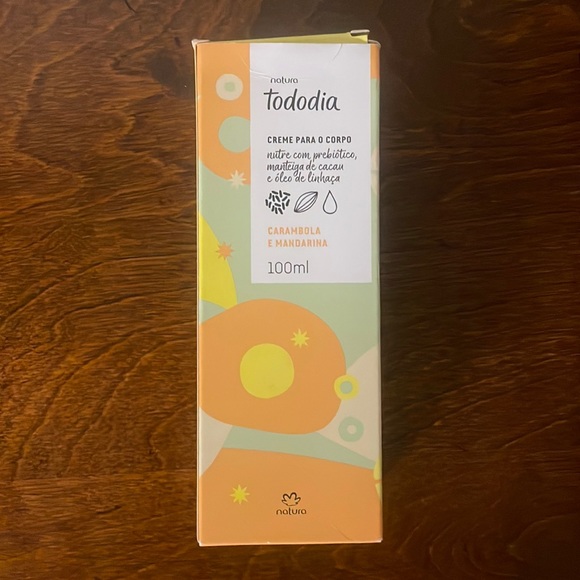 natura
tododia
CREME PARA O CORPO
nutre com prebiótico,
manteiga de cacau
e óleo de linhaça
CARAMBOLA
E MANDARINA
100ml
natura